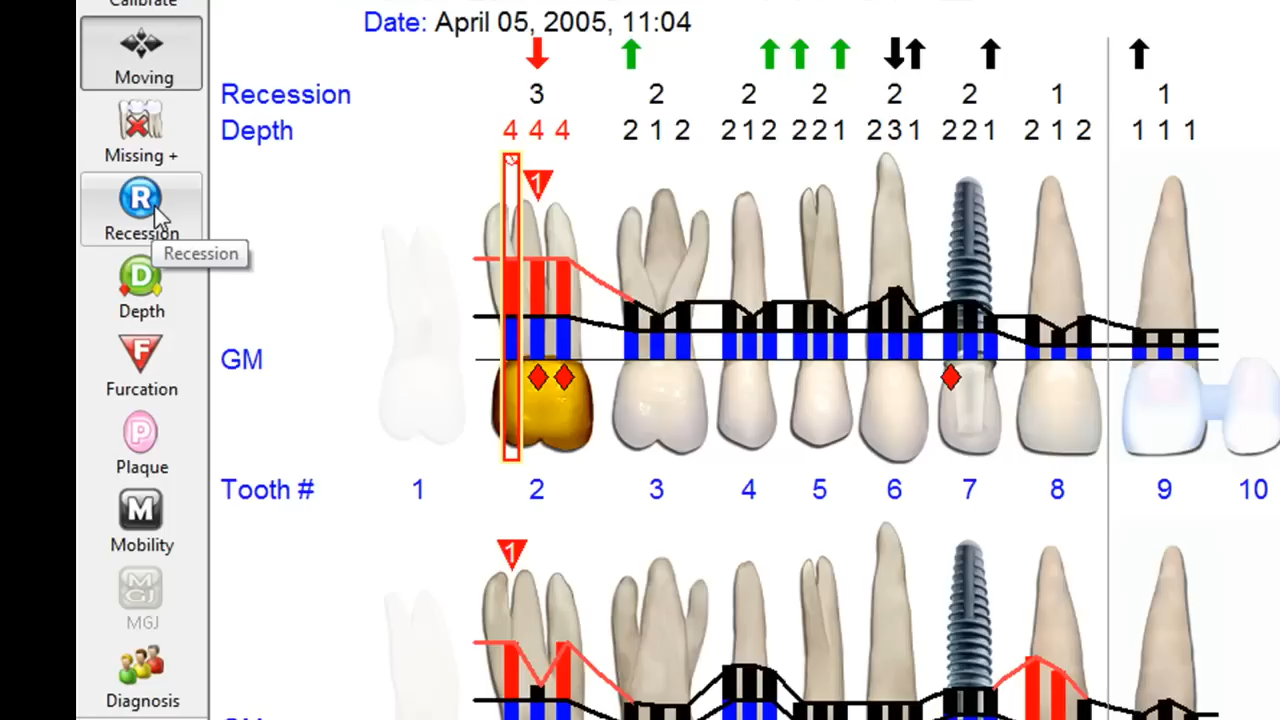 Calibrate
Moving
Missing +
R
Recession
Recession
D
Depth
F
Furcation
P
Plaque
M
Mobility
M
GJ
MGJ
Diagnosis
Date: April 05, 2005, 11:04
Recession 3 2 2 2 2 2 1 1
Depth 4 4 4 2 1 2 2 1 2 2 2 1 2 3 1 2 2 1 2 1 2 1 1 1
1
GM
Tooth # 1 2 3 4 5 6 7 8 9 10
1